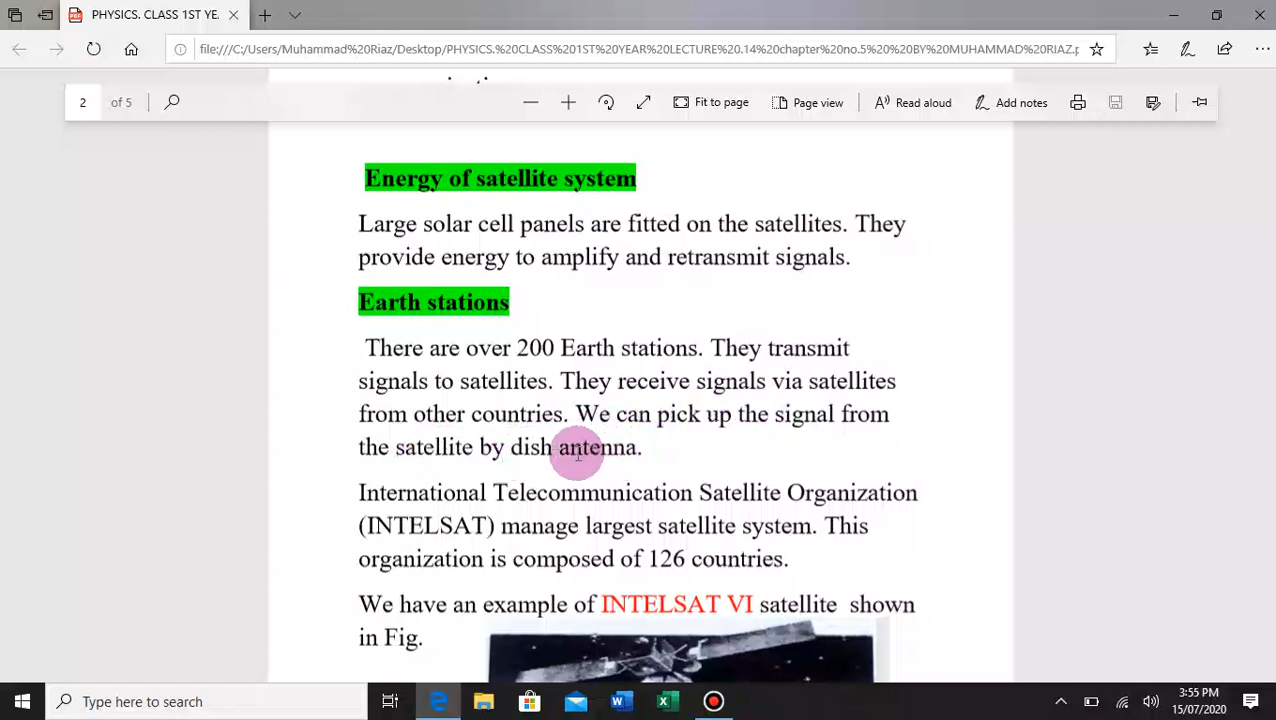 PHYSICS. CLASS 1ST YE.
file:///C:/Users/Muhammad%20Riaz/Desktop/PHYSICS.%20CLASS%201ST%20YEAR%20LECTURE%20.14%20chapter%20no.5%20%20BY%20MUHAMMAD%20RIAZ.p
2 of 5
Fit to page
Page view
Read aloud
Add notes
Energy of satellite system
Large solar cell panels are fitted on the satellites. They
provide energy to amplify and retransmit signals.
Earth stations
There are over 200 Earth stations. They transmit
signals to satellites. They receive signals via satellites
from other countries. We can pick up the signal from
the satellite by dish antenna.
International Telecommunication Satellite Organization
(INTELSAT) manage largest satellite system. This
organization is composed of 126 countries.
We have an example of INTELSAT VI satellite shown
in Fig.
Type here to search
3:55 PM
15/07/2020